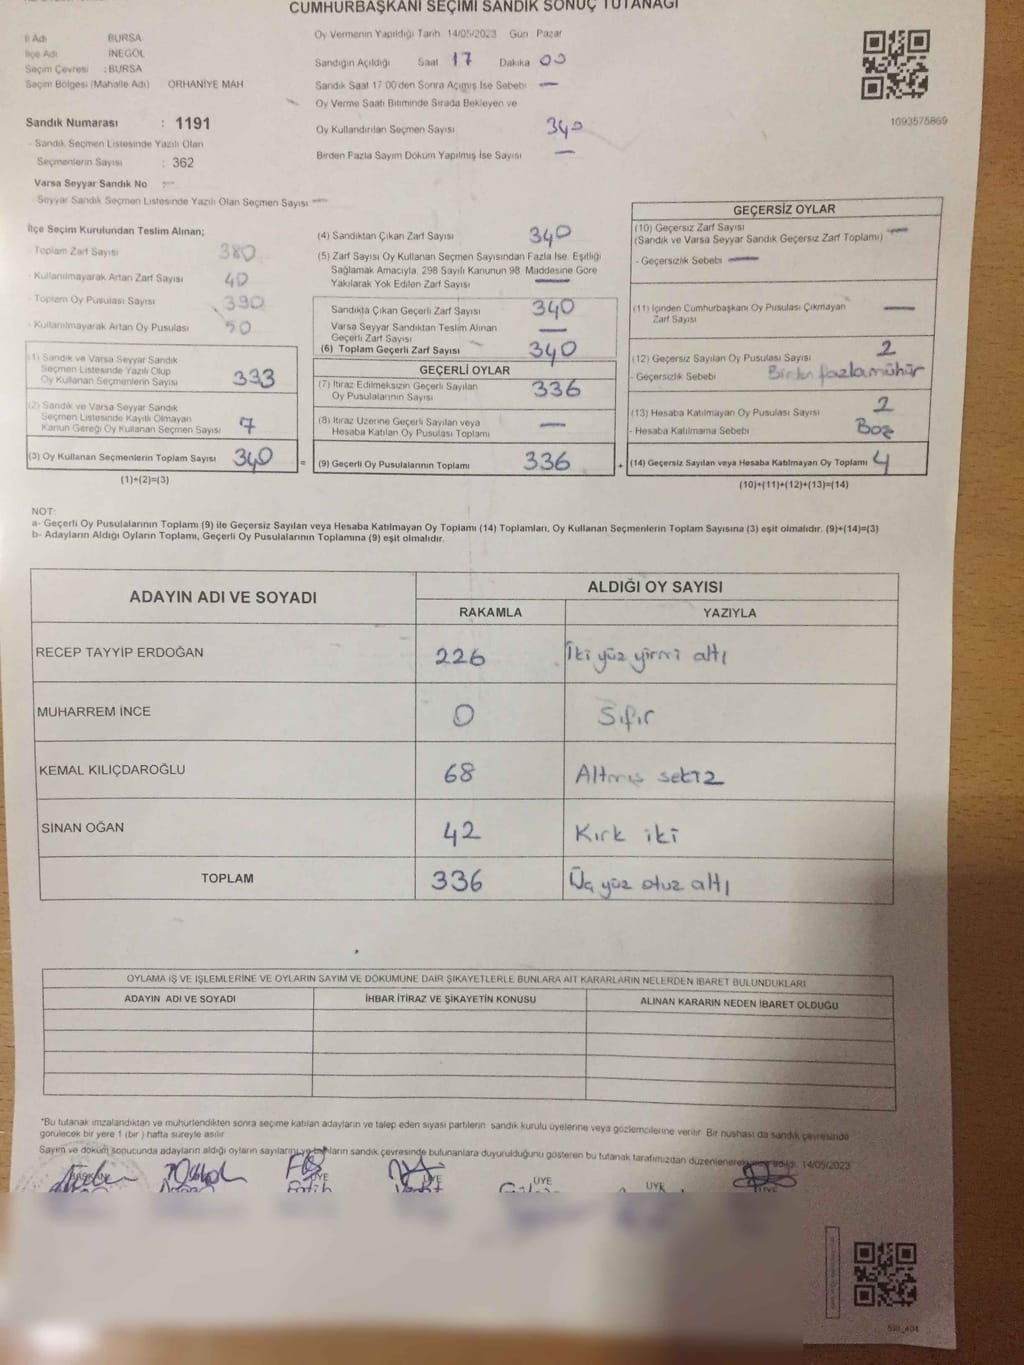 CUMHURBAŞKANI SEÇİMİ SANDIK SONUÇ TUTANAĞI
İl Adı BURSA
İlçe Adı İNEGÖL
Seçim Çevresi : BURSA
Seçim Bölgesi (Mahalle Adı) ORHANİYE MAH
Sandık Numarası : 1191
- Sandık Seçmen Listesinde Yazılı Olan
Seçmenlerin Sayısı : 362
Varsa Seyyar Sandık No : —
- Seyyar Sandık Seçmen Listesinde Yazılı Olan Seçmen Sayısı : —
Oy Vermenin Yapıldığı Tarih 14/05/2023 Gün Pazar
Sandığın Açıldığı Saat 17 Dakika 00
Sandık Saat 17 00'den Sonra Açılmış İse Sebebi —
Oy Verme Saati Bitiminde Sırada Bekleyen ve
Oy Kullandırılan Seçmen Sayısı 340
Birden Fazla Sayım Döküm Yapılmış İse Sayısı —
1093575869
İlçe Seçim Kurulundan Teslim Alınan;
- Toplam Zarf Sayısı 380
- Kullanılmayarak Artan Zarf Sayısı 40
- Toplam Oy Pusulası Sayısı 390
- Kullanılmayarak Artan Oy Pusulası 50
(1) Sandık ve Varsa Seyyar Sandık
Seçmen Listesinde Yazılı Olup
Oy Kullanan Seçmenlerin Sayısı 333
(2) Sandık ve Varsa Seyyar Sandık
Seçmen Listesinde Kayıtlı Olmayan
Kanun Gereği Oy Kullanan Seçmen Sayısı 7
(3) Oy Kullanan Seçmenlerin Toplam Sayısı 340
(1)+(2)=(3)
(4) Sandıktan Çıkan Zarf Sayısı 340
(5) Zarf Sayısı Oy Kullanan Seçmen Sayısından Fazla İse, Eşitliği
Sağlamak Amacıyla, 298 Sayılı Kanunun 98. Maddesine Göre
Yakılarak Yok Edilen Zarf Sayısı —
Sandıkta Çıkan Geçerli Zarf Sayısı 340
Varsa Seyyar Sandıktan Teslim Alınan
Geçerli Zarf Sayısı —
(6) Toplam Geçerli Zarf Sayısı 340
GEÇERLİ OYLAR
(7) İtiraz Edilmeksizin Geçerli Sayılan
Oy Pusulalarının Sayısı 336
(8) İtiraz Üzerine Geçerli Sayılan veya
Hesaba Katılan Oy Pusulası Toplamı —
= (9) Geçerli Oy Pusulalarının Toplamı 336
GEÇERSİZ OYLAR
(10) Geçersiz Zarf Sayısı —
(Sandık ve Varsa Seyyar Sandık Geçersiz Zarf Toplamı)
- Geçersizlik Sebebi —
(11) İçinden Cumhurbaşkanı Oy Pusulası Çıkmayan
Zarf Sayısı —
(12) Geçersiz Sayılan Oy Pusulası Sayısı 2
- Geçersizlik Sebebi Birden fazla mühür
(13) Hesaba Katılmayan Oy Pusulası Sayısı 2
- Hesaba Katılmama Sebebi Boş
+ (14) Geçersiz Sayılan veya Hesaba Katılmayan Oy Toplamı 4
(10)+(11)+(12)+(13)=(14)
NOT:
a- Geçerli Oy Pusulalarının Toplamı (9) ile Geçersiz Sayılan veya Hesaba Katılmayan Oy Toplamı (14) Toplamları, Oy Kullanan Seçmenlerin Toplam Sayısına (3) eşit olmalıdır. (9)+(14)=(3)
b- Adayların Aldığı Oyların Toplamı, Geçerli Oy Pusulalarının Toplamına (9) eşit olmalıdır.
ADAYIN ADI VE SOYADI ALDIĞI OY SAYISI
RAKAMLA YAZIYLA
RECEP TAYYİP ERDOĞAN 226 İki yüz yirmi altı
MUHARREM İNCE 0 Sıfır
KEMAL KILIÇDAROĞLU 68 Altmış sekiz
SİNAN OĞAN 42 Kırk iki
TOPLAM 336 Üç yüz otuz altı
OYLAMA İŞ VE İŞLEMLERİNE VE OYLARIN SAYIM VE DÖKÜMÜNE DAİR ŞİKAYETLERLE BUNLARA AİT KARARLARIN NELERDEN İBARET BULUNDUKLARI
ADAYIN ADI VE SOYADI İHBAR İTİRAZ VE ŞİKAYETİN KONUSU ALINAN KARARIN NEDEN İBARET OLDUĞU
*Bu tutanak imzalandıktan ve mühürlendikten sonra seçime katılan adayların ve talep eden siyasi partilerin sandık kurulu üyelerine veya gözlemcilerine verilir. Bir nüshası da sandık çevresinde
görülecek bir yere 1 (bir) hafta süreyle asılır
Sayım ve döküm sonucunda adayların aldığı oyların sayılarını ve bunların sandık çevresinde bulunanlara duyurulduğunu gösteren bu tutanak tarafımızdan 14/05/2023
BAŞKAN ÜYE ÜYE ÜYE ÜYE ÜYE
Fatih